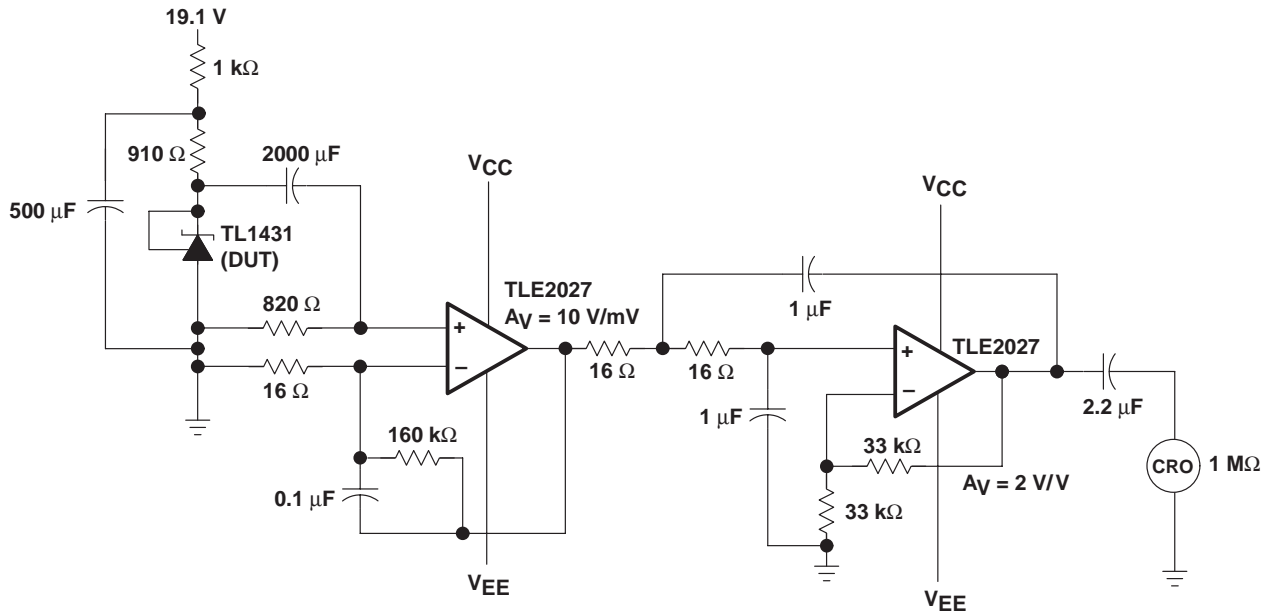 19.1 V
1 kΩ
910 Ω
2000 μF
500 μF
TL1431
(DUT)
820 Ω
16 Ω
VCC
TLE2027
AV = 10 V/mV
+
−
160 kΩ
0.1 μF
VEE
16 Ω
16 Ω
1 μF
1 μF
VCC
TLE2027
+
−
33 kΩ
AV = 2 V/V
33 kΩ
VEE
2.2 μF
CRO
1 MΩ